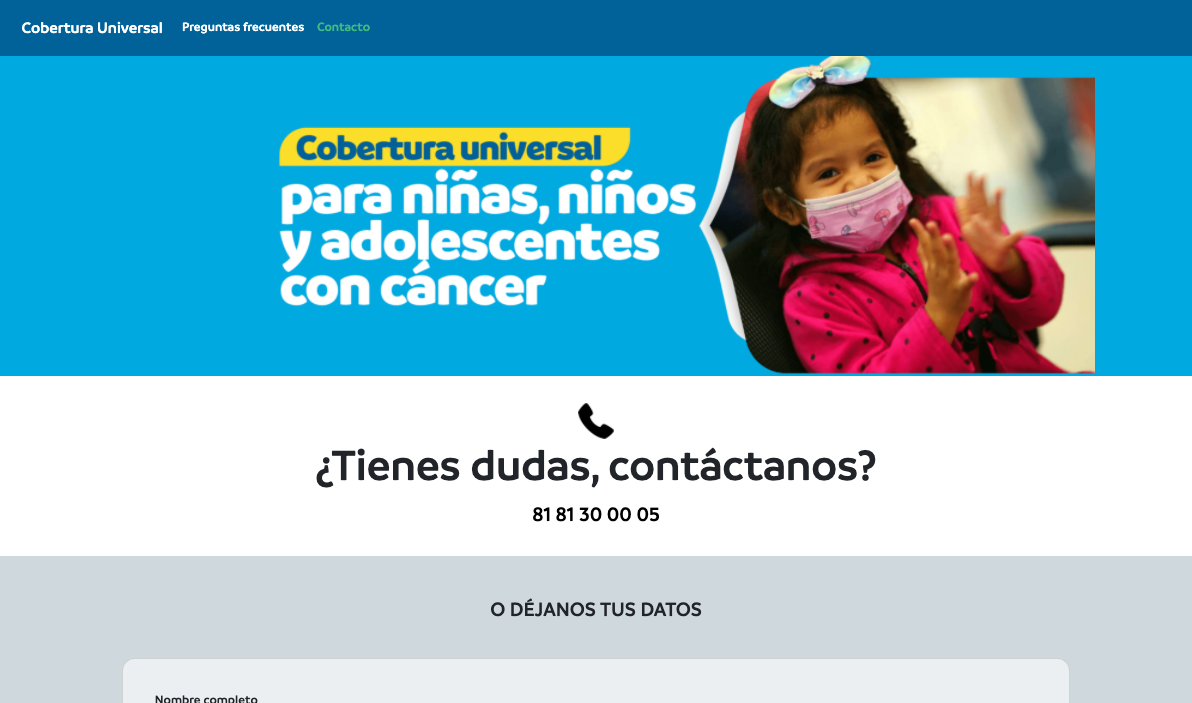 Cobertura Universal Preguntas frecuentes Contacto
Cobertura universal
para niñas, niños
y adolescentes
con cáncer
¿Tienes dudas, contáctanos?
81 81 30 00 05
O DÉJANOS TUS DATOS
Nombre completo